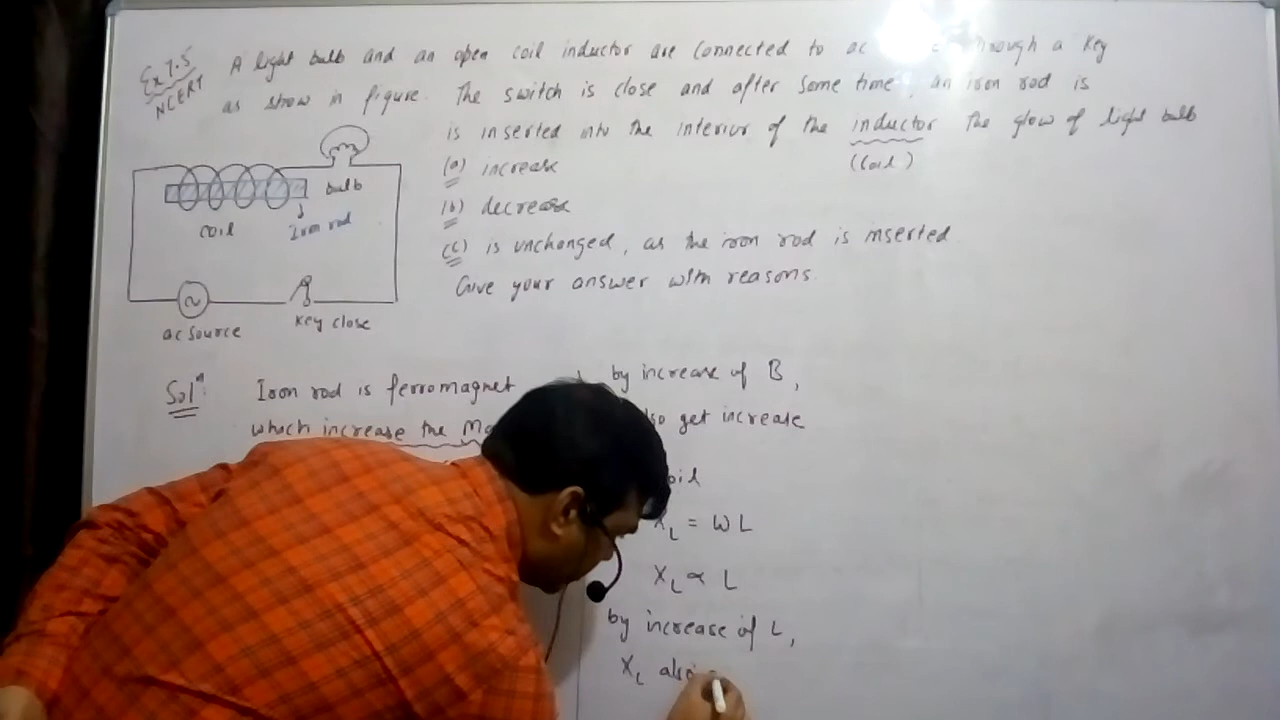 Ex 7.5
NCERT
A light bulb and an open coil inductor are connected to ac through a key
as show in figure. The switch is close and after some time, an iron rod is
is inserted into the interior of the inductor The glow of light bulb
(coil)
(a) increase
(b) decrease
(c) is unchanged, as the iron rod is inserted
Give your answer with reasons.
bulb
coil
Iron rod
ac source
Key close
Solⁿ:
Iron rod is ferromagnet
which increase the
by increase of B,
get increase
X_L = ωL
X_L ∝ L
by increase of L,
X_L also